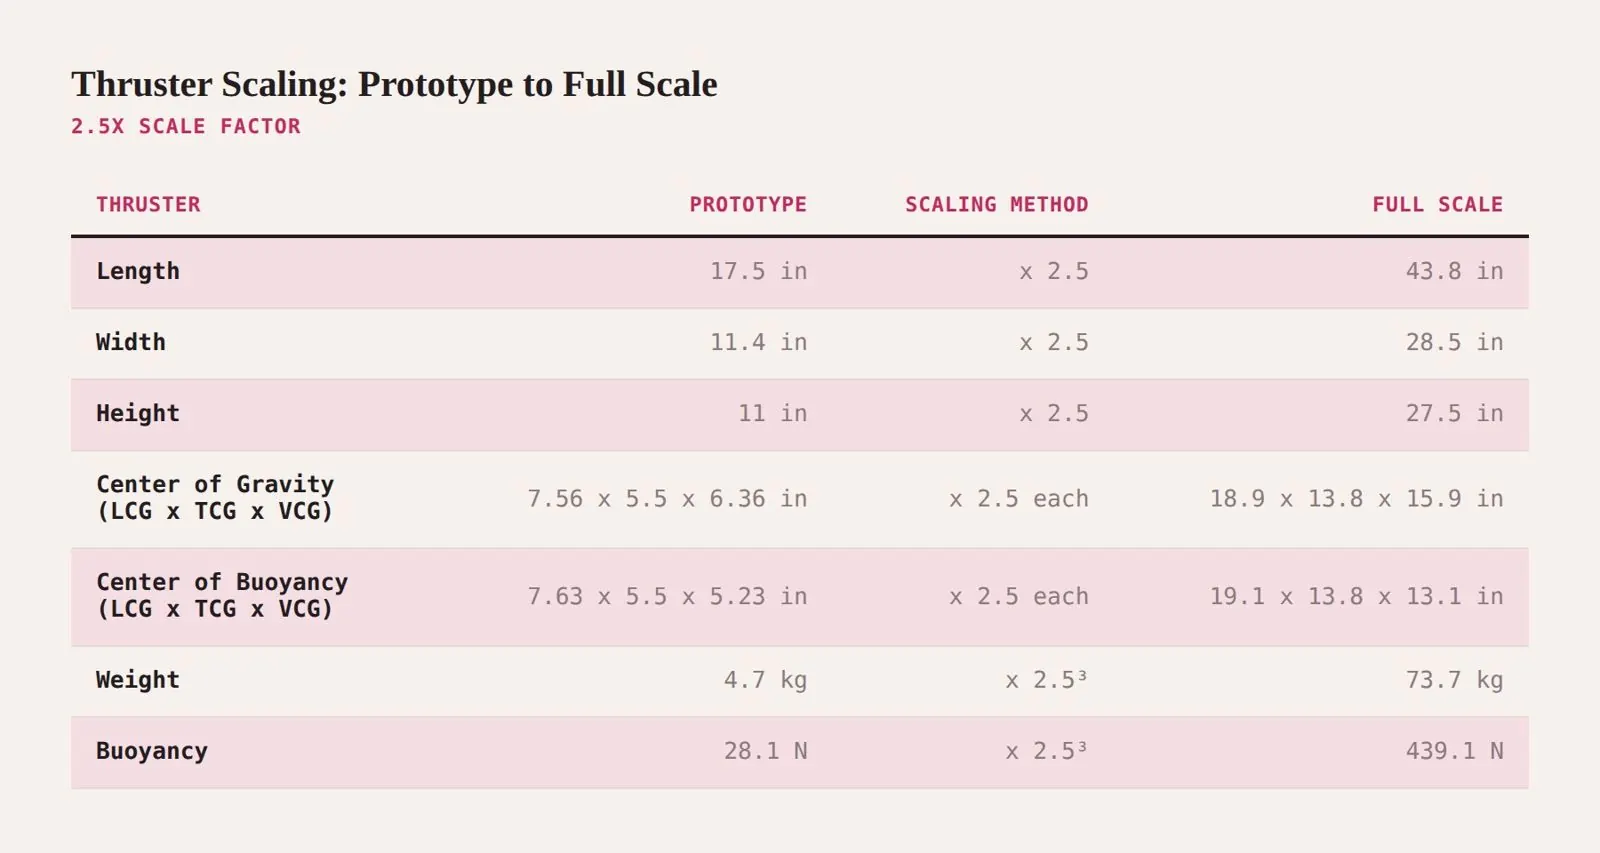 Thruster Scaling: Prototype to Full Scale
2.5X SCALE FACTOR
THRUSTER PROTOTYPE SCALING METHOD FULL SCALE
Length 17.5 in x 2.5 43.8 in
Width 11.4 in x 2.5 28.5 in
Height 11 in x 2.5 27.5 in
Center of Gravity
(LCG x TCG x VCG) 7.56 x 5.5 x 6.36 in x 2.5 each 18.9 x 13.8 x 15.9 in
Center of Buoyancy
(LCG x TCG x VCG) 7.63 x 5.5 x 5.23 in x 2.5 each 19.1 x 13.8 x 13.1 in
Weight 4.7 kg x 2.5³ 73.7 kg
Buoyancy 28.1 N x 2.5³ 439.1 N